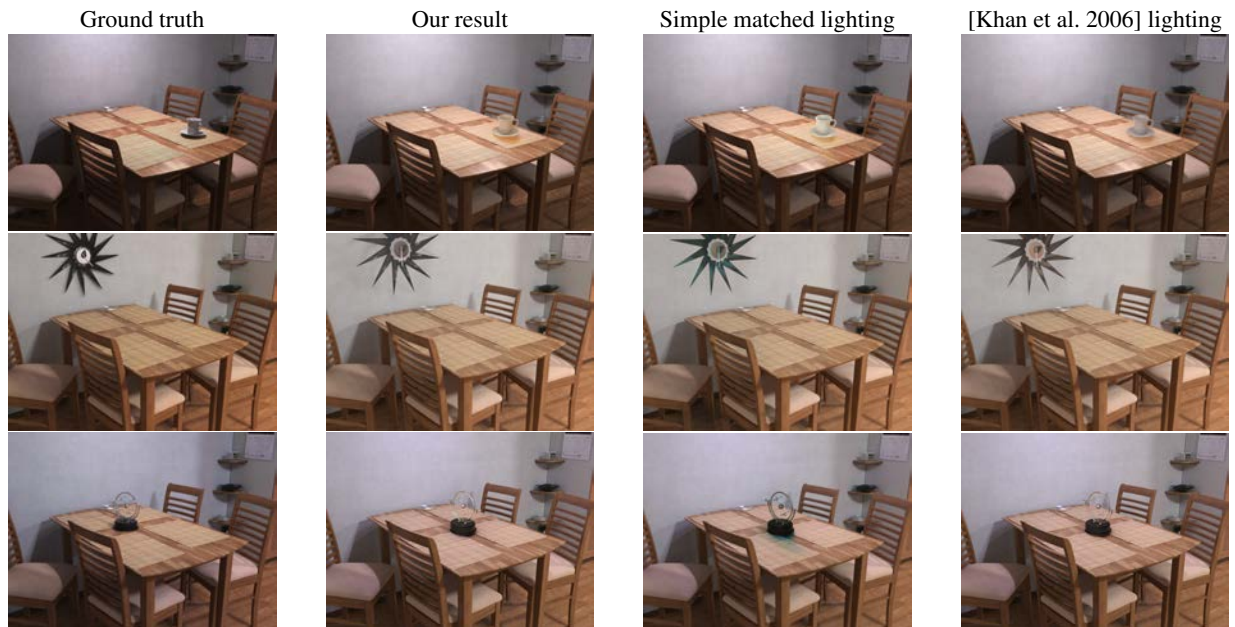 Ground truth
Our result
Simple matched lighting
[Khan et al. 2006] lighting